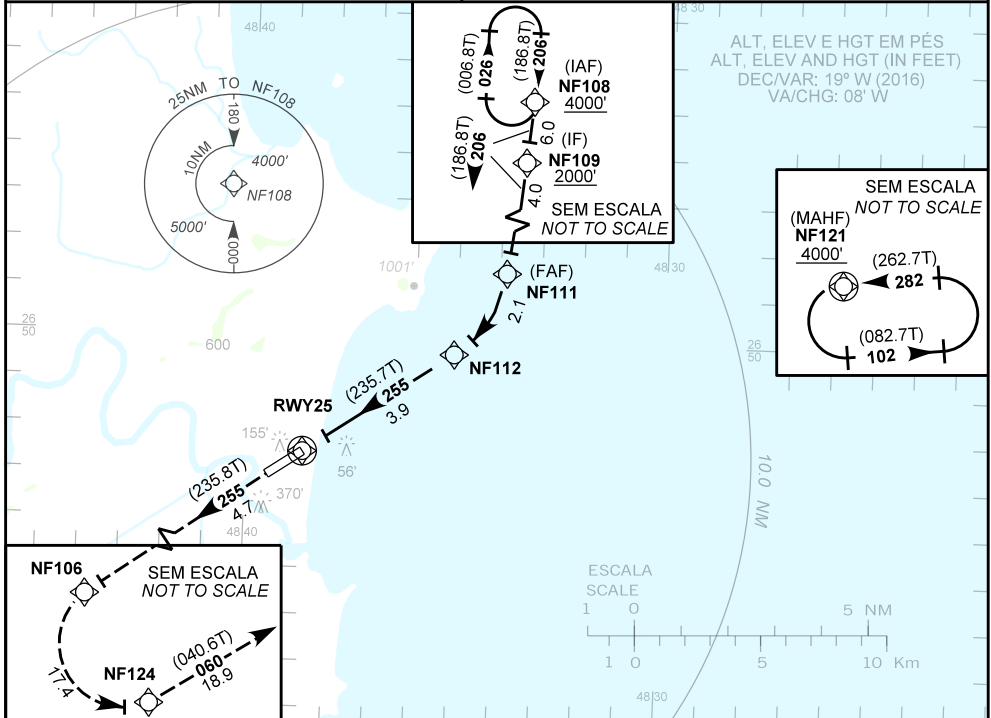 48 40
48 30
ALT, ELEV E HGT EM PÉS
ALT, ELEV AND HGT (IN FEET)
DEC/VAR: 19º W (2016)
VA/CHG: 08' W
25NM TO NF108
180
10NM
4000'
NF108
5000'
000
(006.8T)
026
(186.8T)
206
(IAF)
NF108
4000'
6.0
(IF)
NF109
2000'
(186.8T)
206
4.0
SEM ESCALA
NOT TO SCALE
SEM ESCALA
NOT TO SCALE
(MAHF)
NF121
4000'
(262.7T)
282
(082.7T)
102
48 30
1001'
(FAF)
NF111
2.1
26
50
600
26
50
NF112
(235.7T)
255
3.9
RWY25
155'
56'
10.0 NM
(235.8T)
255
4.7
370'
48 40
NF106
SEM ESCALA
NOT TO SCALE
17.4
NF124
(040.6T)
060
18.9
ESCALA
SCALE
1 0 5 NM
1 0 5 10 Km
48 30